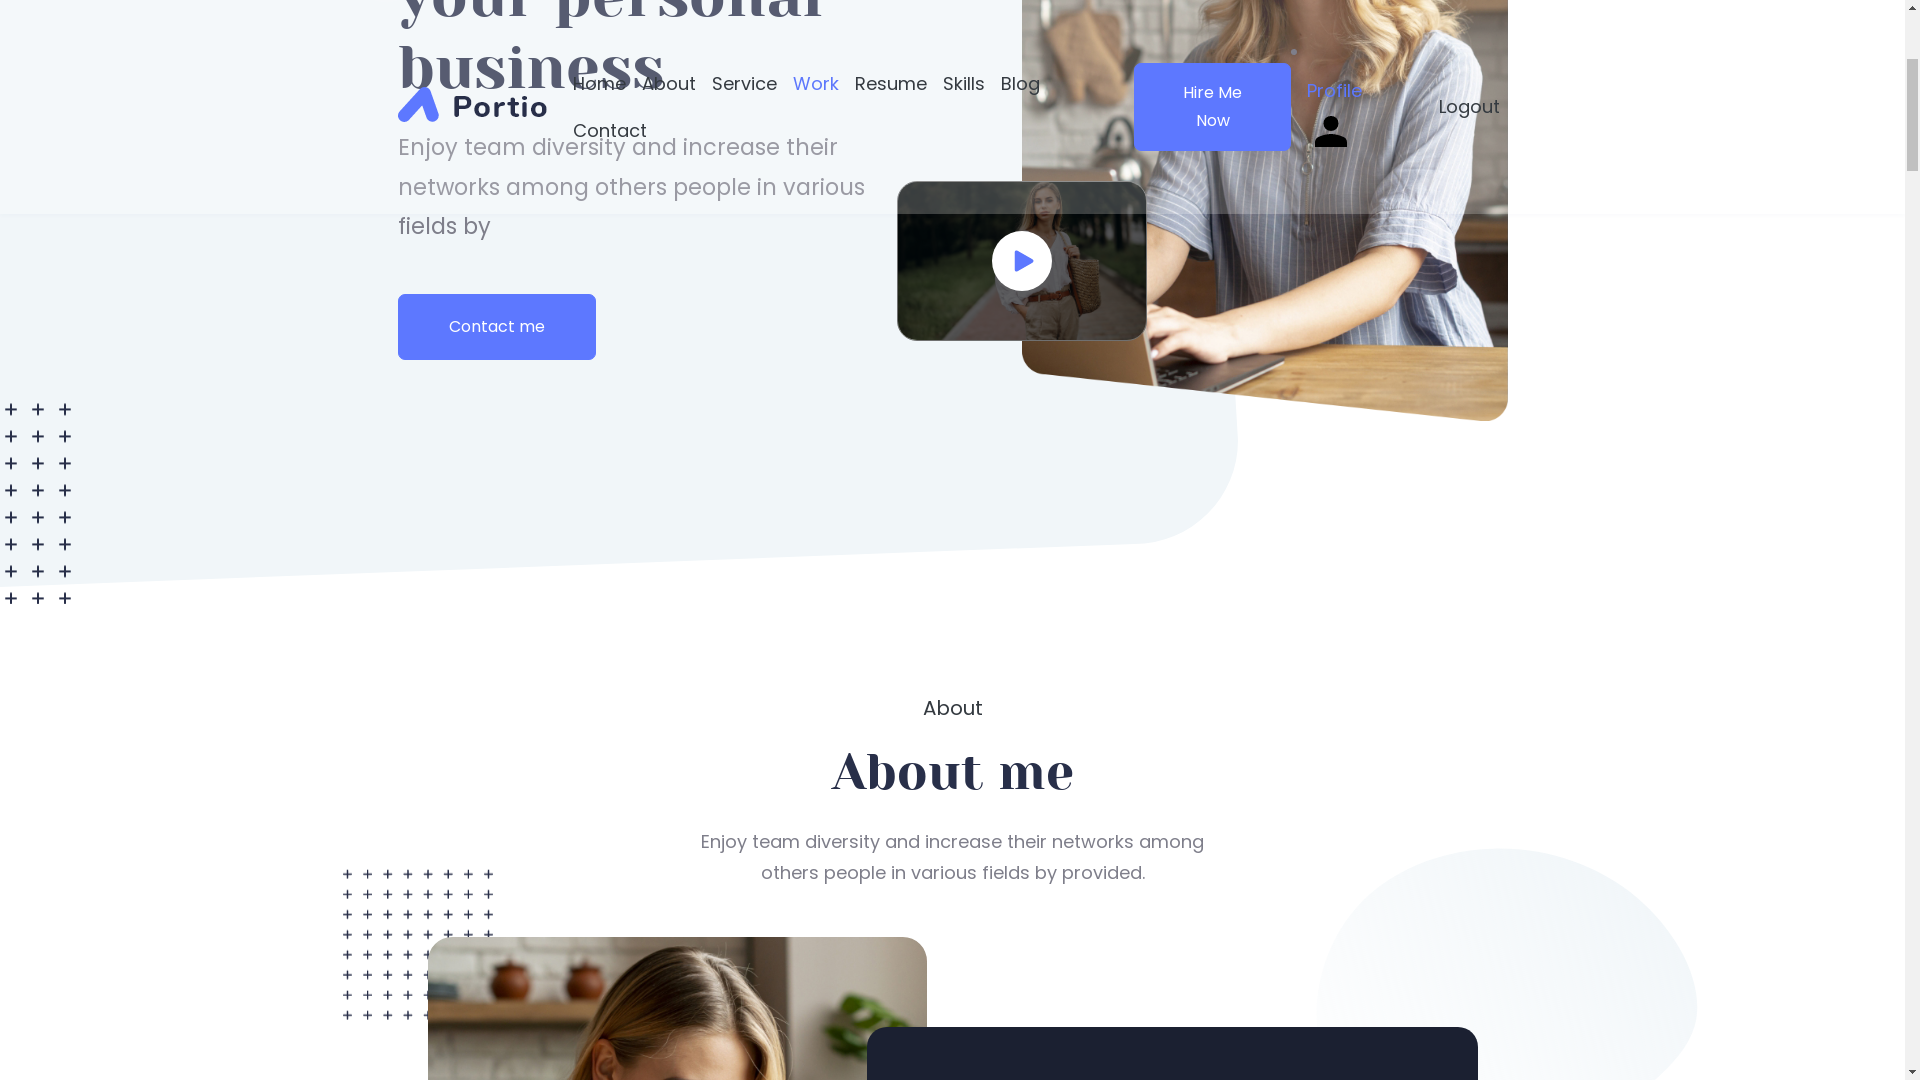 your personal
business
Home About Service Work Resume Skills Blog
Contact
Portio
Hire Me
Now
Profile
Logout
Enjoy team diversity and increase their
networks among others people in various
fields by
Contact me
About
About me
Enjoy team diversity and increase their networks among
others people in various fields by provided.